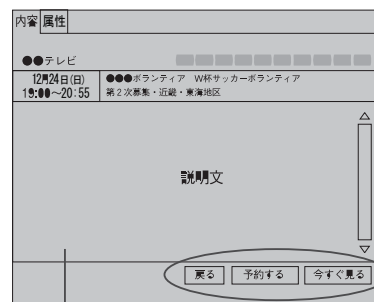 内容 属性
●●テレビ
12月24日(日)
19:00～20:55
●●●ボランティア W杯サッカーボランティア
第2次募集・近畿・東海地区
説明文
戻る 予約する 今すぐ見る